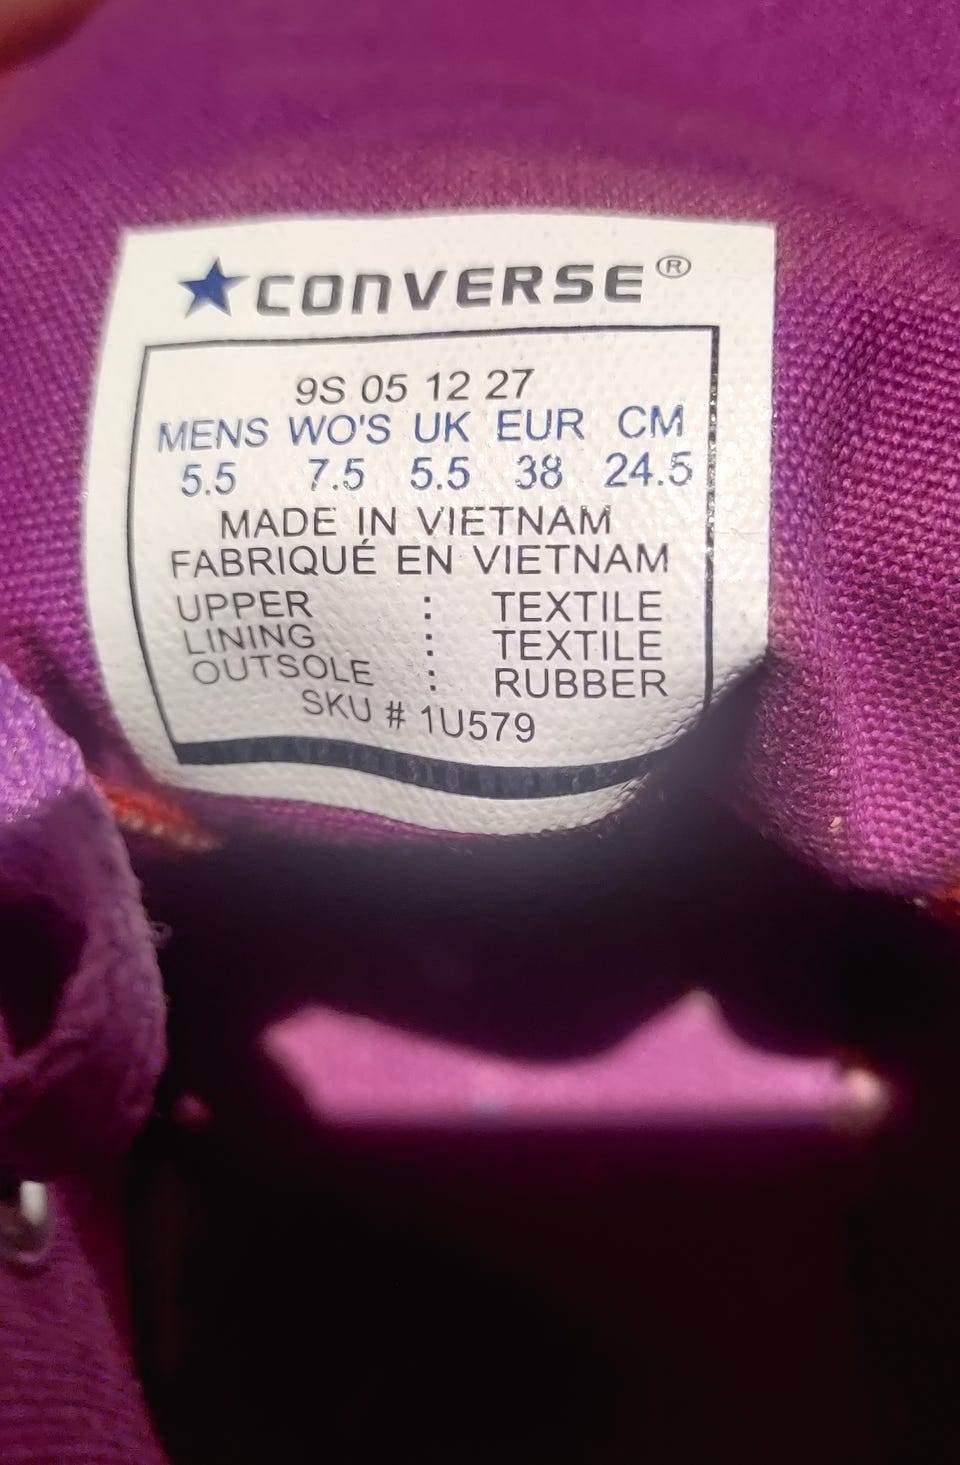 CONVERSE®
9S 05 12 27
MENS WO'S UK EUR CM
5.5 7.5 5.5 38 24.5
MADE IN VIETNAM
FABRIQUÉ EN VIETNAM
UPPER : TEXTILE
LINING : TEXTILE
OUTSOLE : RUBBER
SKU # 1U579